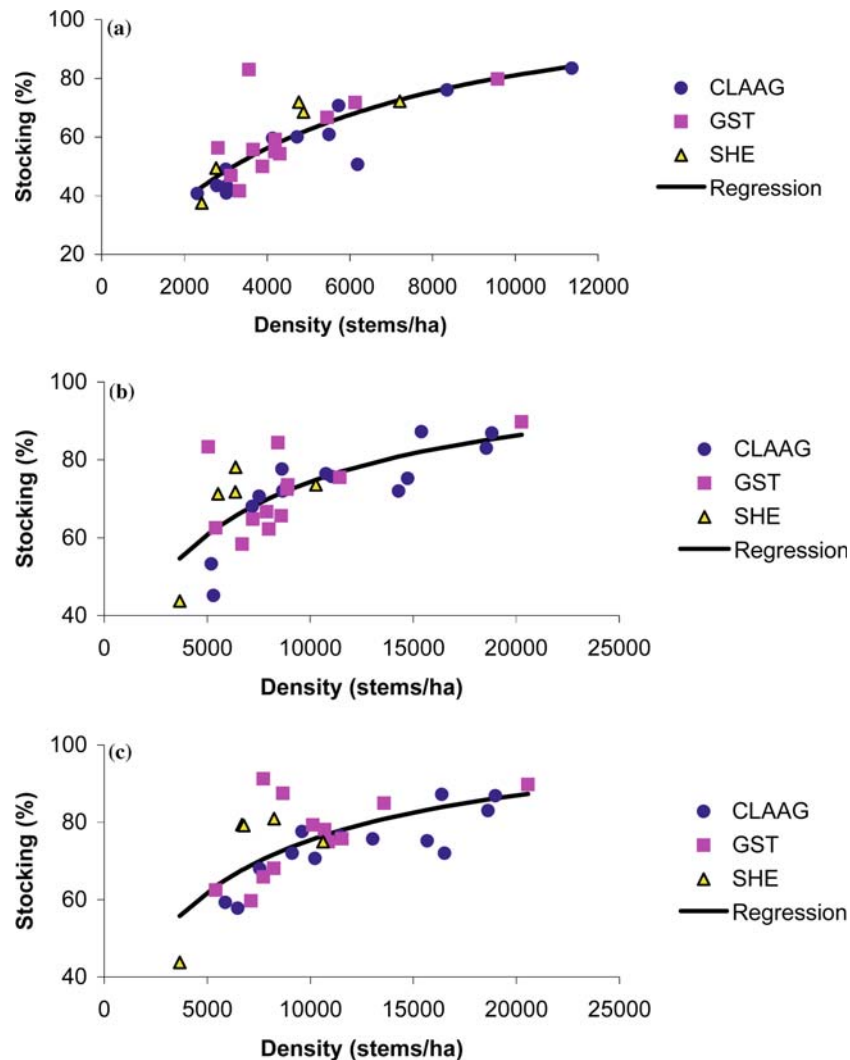 (a)
Stocking (%)
100
80
60
40
20
0 2000 4000 6000 8000 10000 12000
Density (stems/ha)
CLAAG
GST
SHE
Regression
(b)
Stocking (%)
100
80
60
40
0 5000 10000 15000 20000 25000
Density (stems/ha)
CLAAG
GST
SHE
Regression
(c)
Stocking (%)
100
80
60
40
0 5000 10000 15000 20000 25000
Density (stems/ha)
CLAAG
GST
SHE
Regression